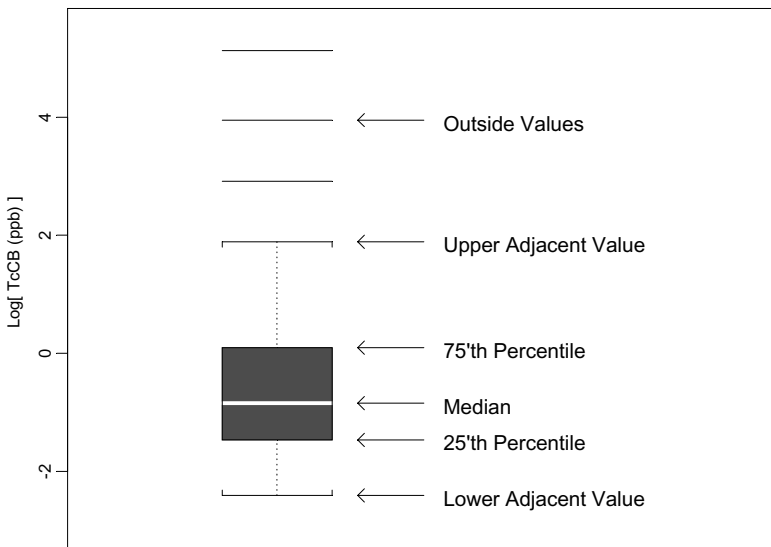 Log[ TcCB (ppb) ]
4
2
0
-2
Outside Values
Upper Adjacent Value
75'th Percentile
Median
25'th Percentile
Lower Adjacent Value